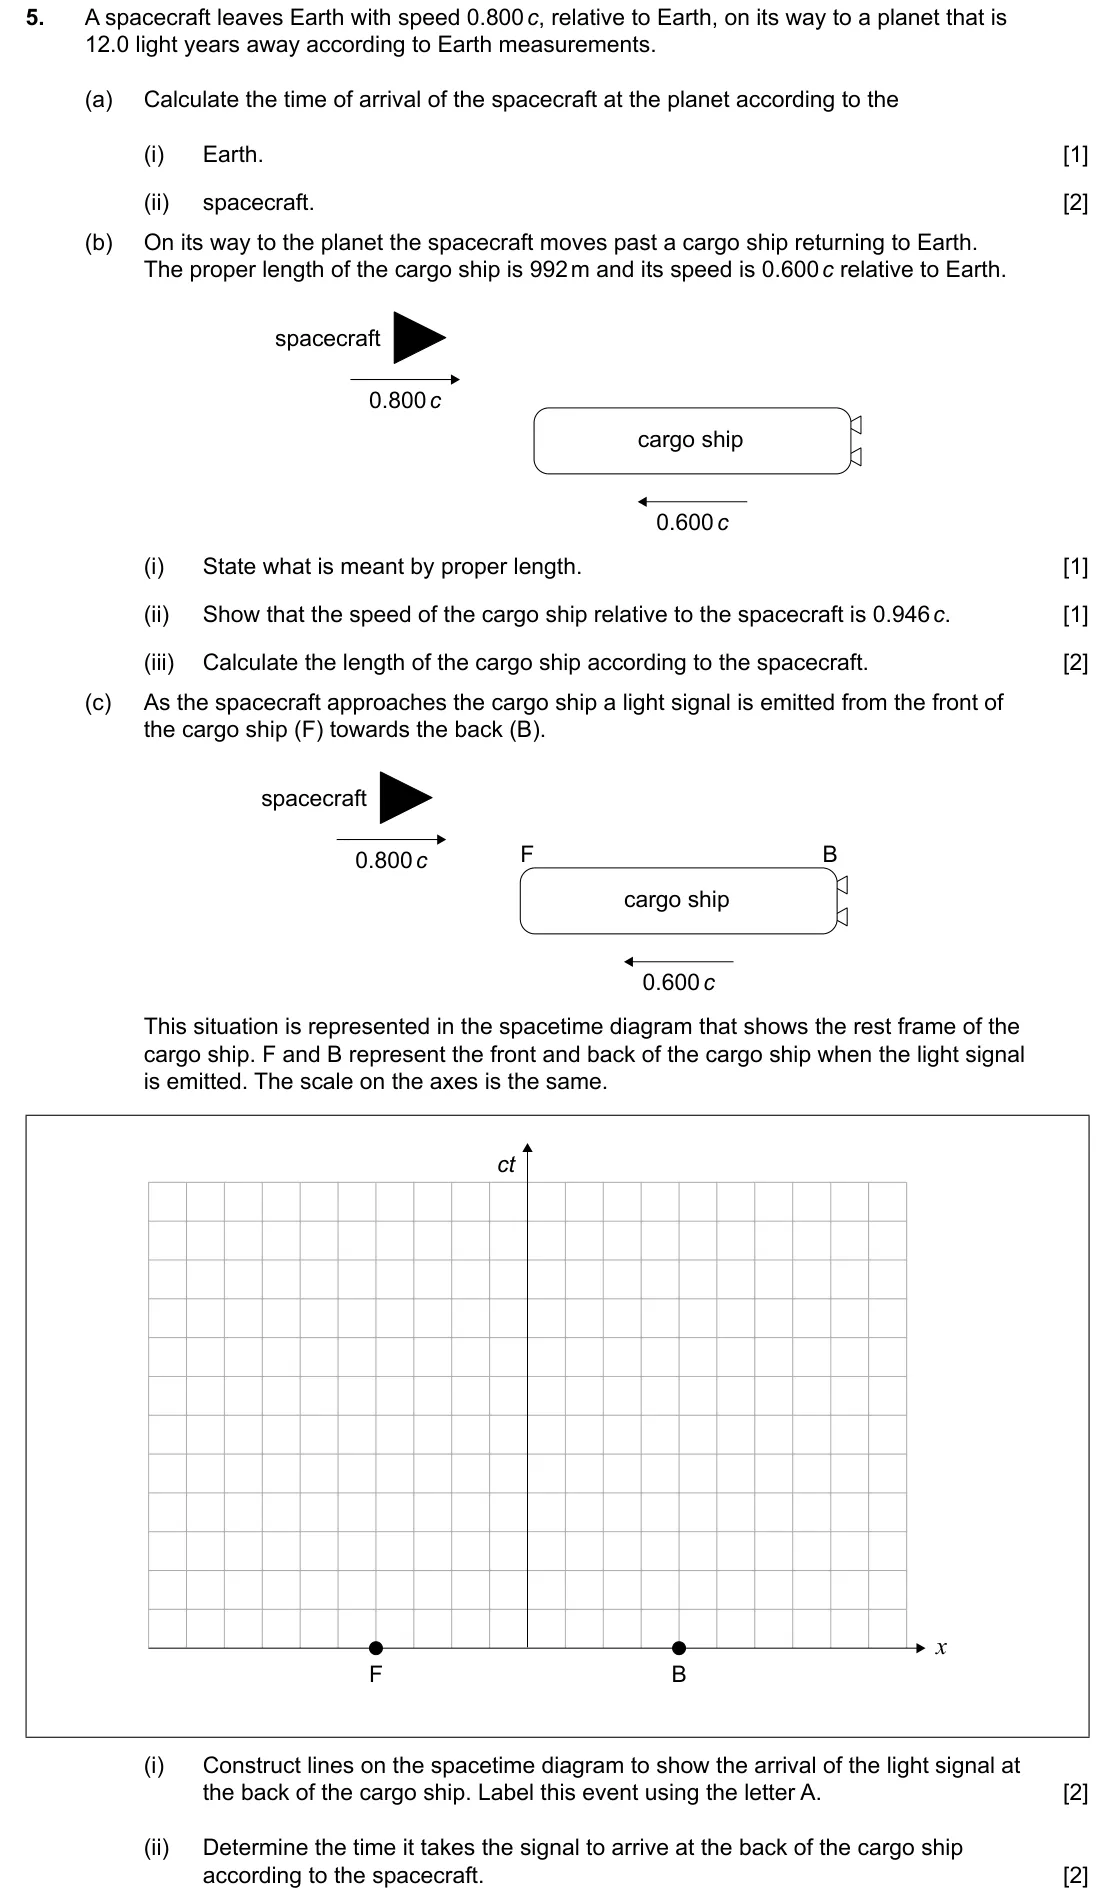 5. A spacecraft leaves Earth with speed 0.800 c, relative to Earth, on its way to a planet that is
12.0 light years away according to Earth measurements.
(a) Calculate the time of arrival of the spacecraft at the planet according to the
(i) Earth. [1]
(ii) spacecraft. [2]
(b) On its way to the planet the spacecraft moves past a cargo ship returning to Earth.
The proper length of the cargo ship is 992 m and its speed is 0.600 c relative to Earth.
spacecraft
0.800 c
cargo ship
0.600 c
(i) State what is meant by proper length. [1]
(ii) Show that the speed of the cargo ship relative to the spacecraft is 0.946 c. [1]
(iii) Calculate the length of the cargo ship according to the spacecraft. [2]
(c) As the spacecraft approaches the cargo ship a light signal is emitted from the front of
the cargo ship (F) towards the back (B).
spacecraft
0.800 c
F B
cargo ship
0.600 c
This situation is represented in the spacetime diagram that shows the rest frame of the
cargo ship. F and B represent the front and back of the cargo ship when the light signal
is emitted. The scale on the axes is the same.
ct
x
F B
(i) Construct lines on the spacetime diagram to show the arrival of the light signal at
the back of the cargo ship. Label this event using the letter A. [2]
(ii) Determine the time it takes the signal to arrive at the back of the cargo ship
according to the spacecraft. [2]